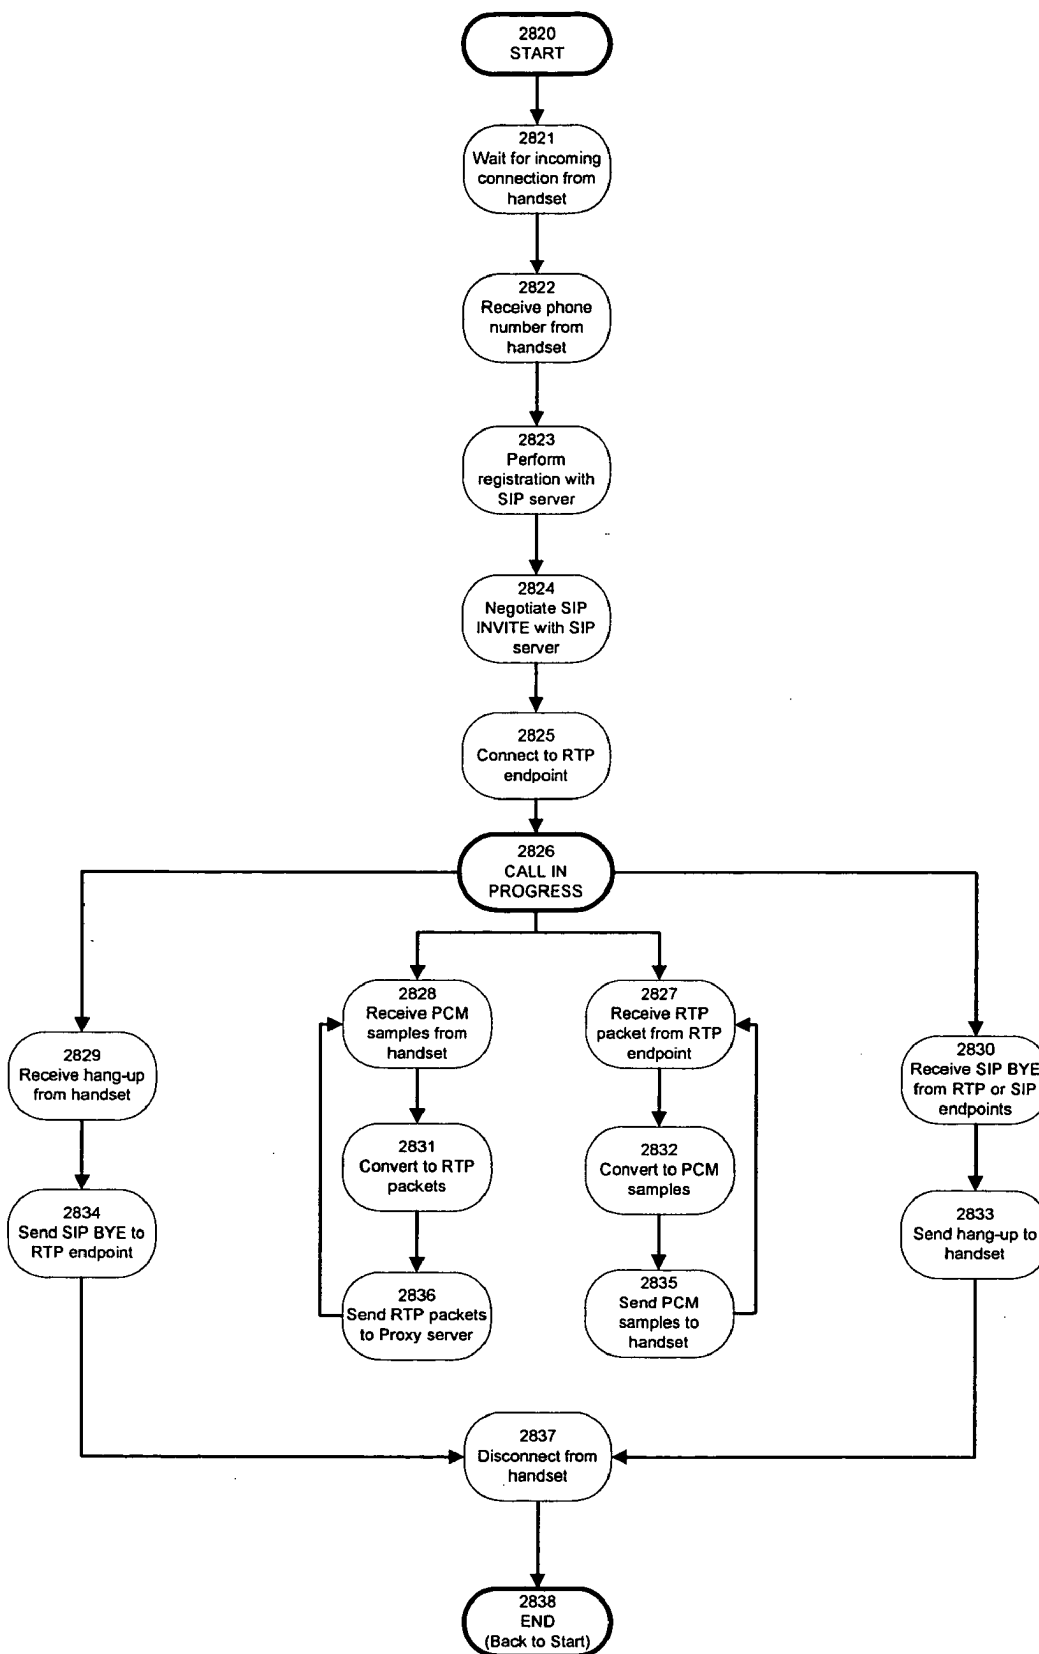 2820
START
2821
Wait for incoming
connection from
handset
2822
Receive phone
number from
handset
2823
Perform
registration with
SIP server
2824
Negotiate SIP
INVITE with SIP
server
2825
Connect to RTP
endpoint
2826
CALL IN
PROGRESS
2828
Receive PCM
samples from
handset
2827
Receive RTP
packet from RTP
endpoint
2829
Receive hang-up
from handset
2830
Receive SIP BYE
from RTP or SIP
endpoints
2831
Convert to RTP
packets
2832
Convert to PCM
samples
2834
Send SIP BYE to
RTP endpoint
2833
Send hang-up to
handset
2836
Send RTP packets
to Proxy server
2835
Send PCM
samples to
handset
2837
Disconnect from
handset
2838
END
(Back to Start)